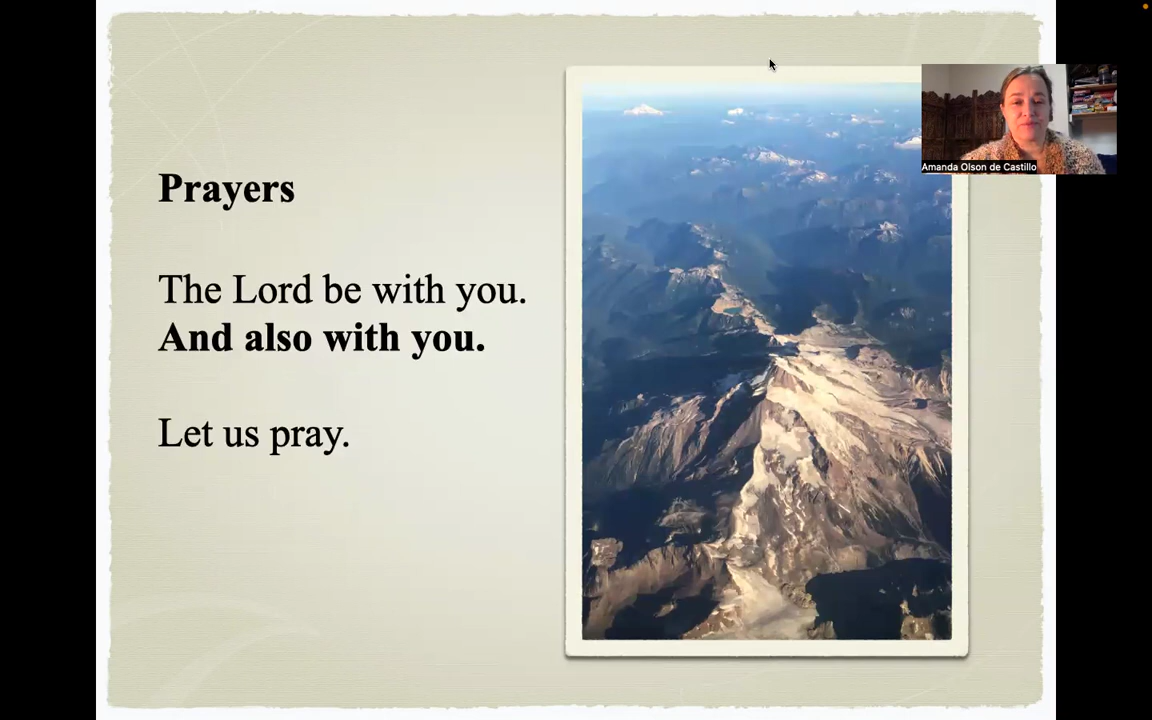 Prayers
The Lord be with you.
And also with you.
Let us pray.
Amanda Olson de Castillo